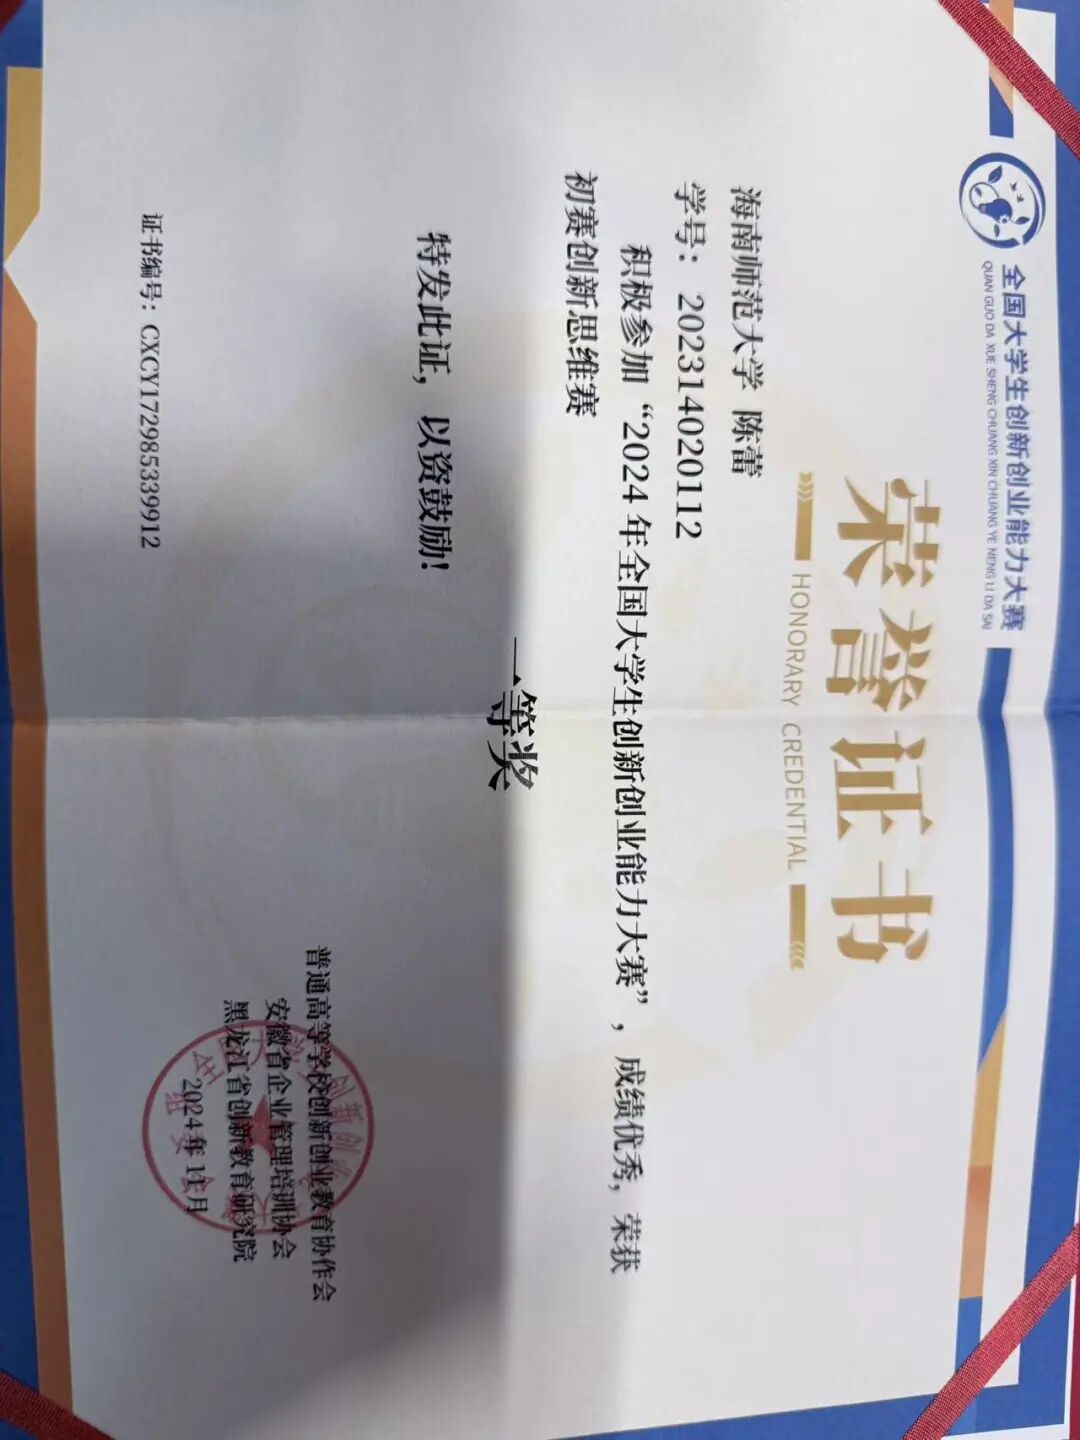 全国大学生创新创业能力大赛
QUAN GUO DA XUE SHENG CHUANG XIN CHUANG YE NENG LI DA SAI
荣誉证书
HONORARY CREDENTIAL
海南师范大学 陈蕾
学号：202314020112
积极参加“2024年全国大学生创新创业能力大赛”，成绩优秀，荣获
初赛创新思维赛
一等奖
特发此证，以资鼓励!
普通高等学校创新创业教育协作会
安徽省企业管理培训协会
黑龙江省创新教育研究院
2024年11月
证书编号：CXCY1729853399​12